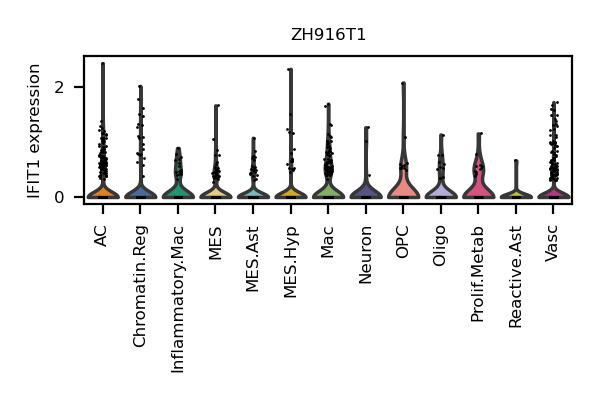 ZH916T1
IFIT1 expression
2
0
AC
Chromatin.Reg
Inflammatory.Mac
MES
MES.Ast
MES.Hyp
Mac
Neuron
OPC
Oligo
Prolif.Metab
Reactive.Ast
Vasc